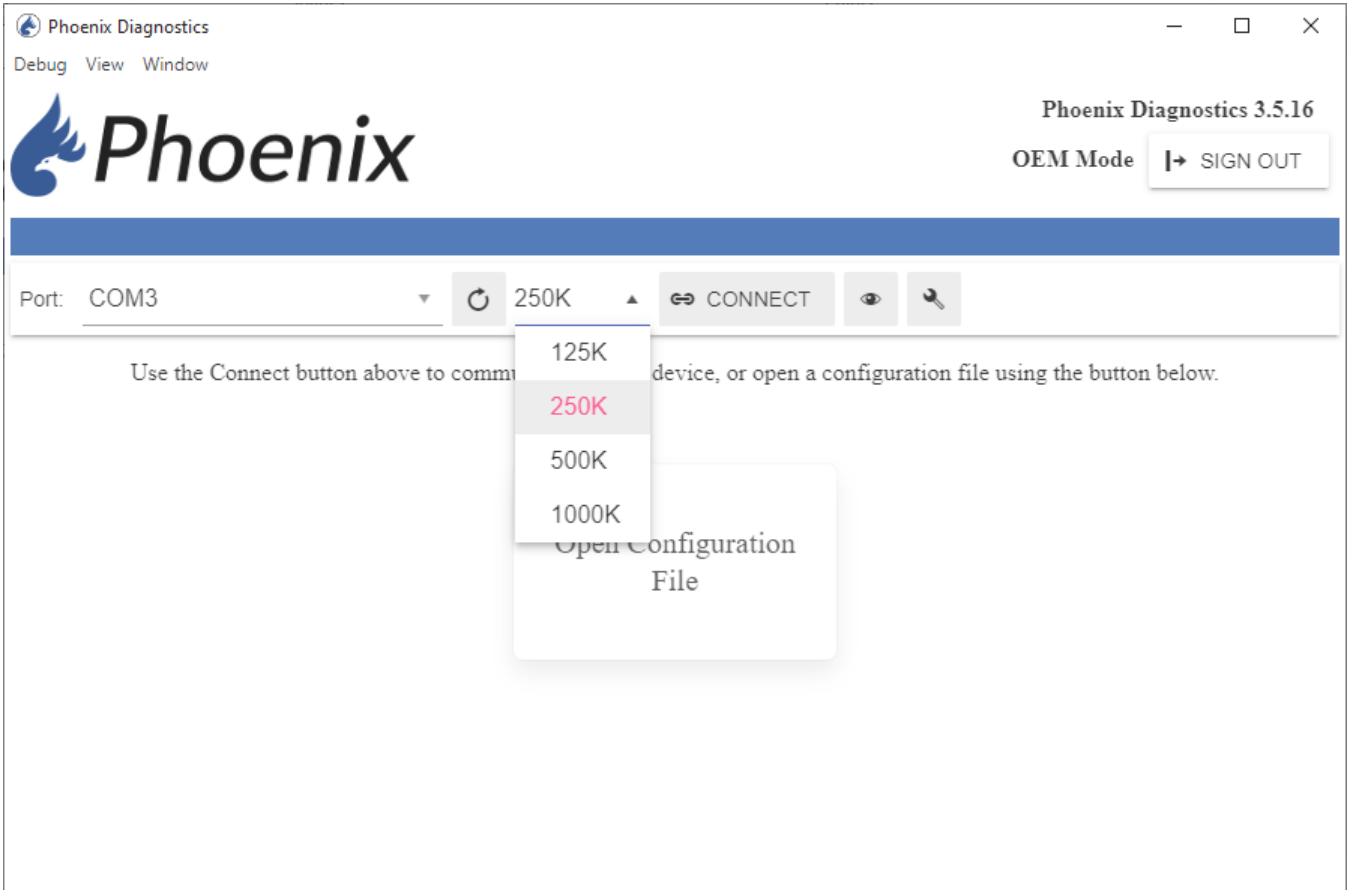 Phoenix Diagnostics
Debug View Window
Phoenix
Phoenix Diagnostics 3.5.16
OEM Mode SIGN OUT
Port: COM3 250K CONNECT
125K
Use the Connect button above to device, or open a configuration file using the button below.
250K
500K
1000K
Open Configuration
File